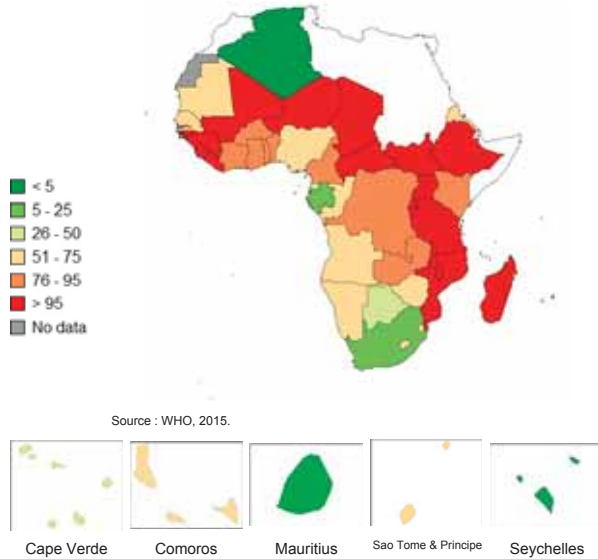 < 5
5 - 25
26 - 50
51 - 75
76 - 95
> 95
No data
Source : WHO, 2015.
Cape Verde
Comoros
Mauritius
Sao Tome & Principe
Seychelles